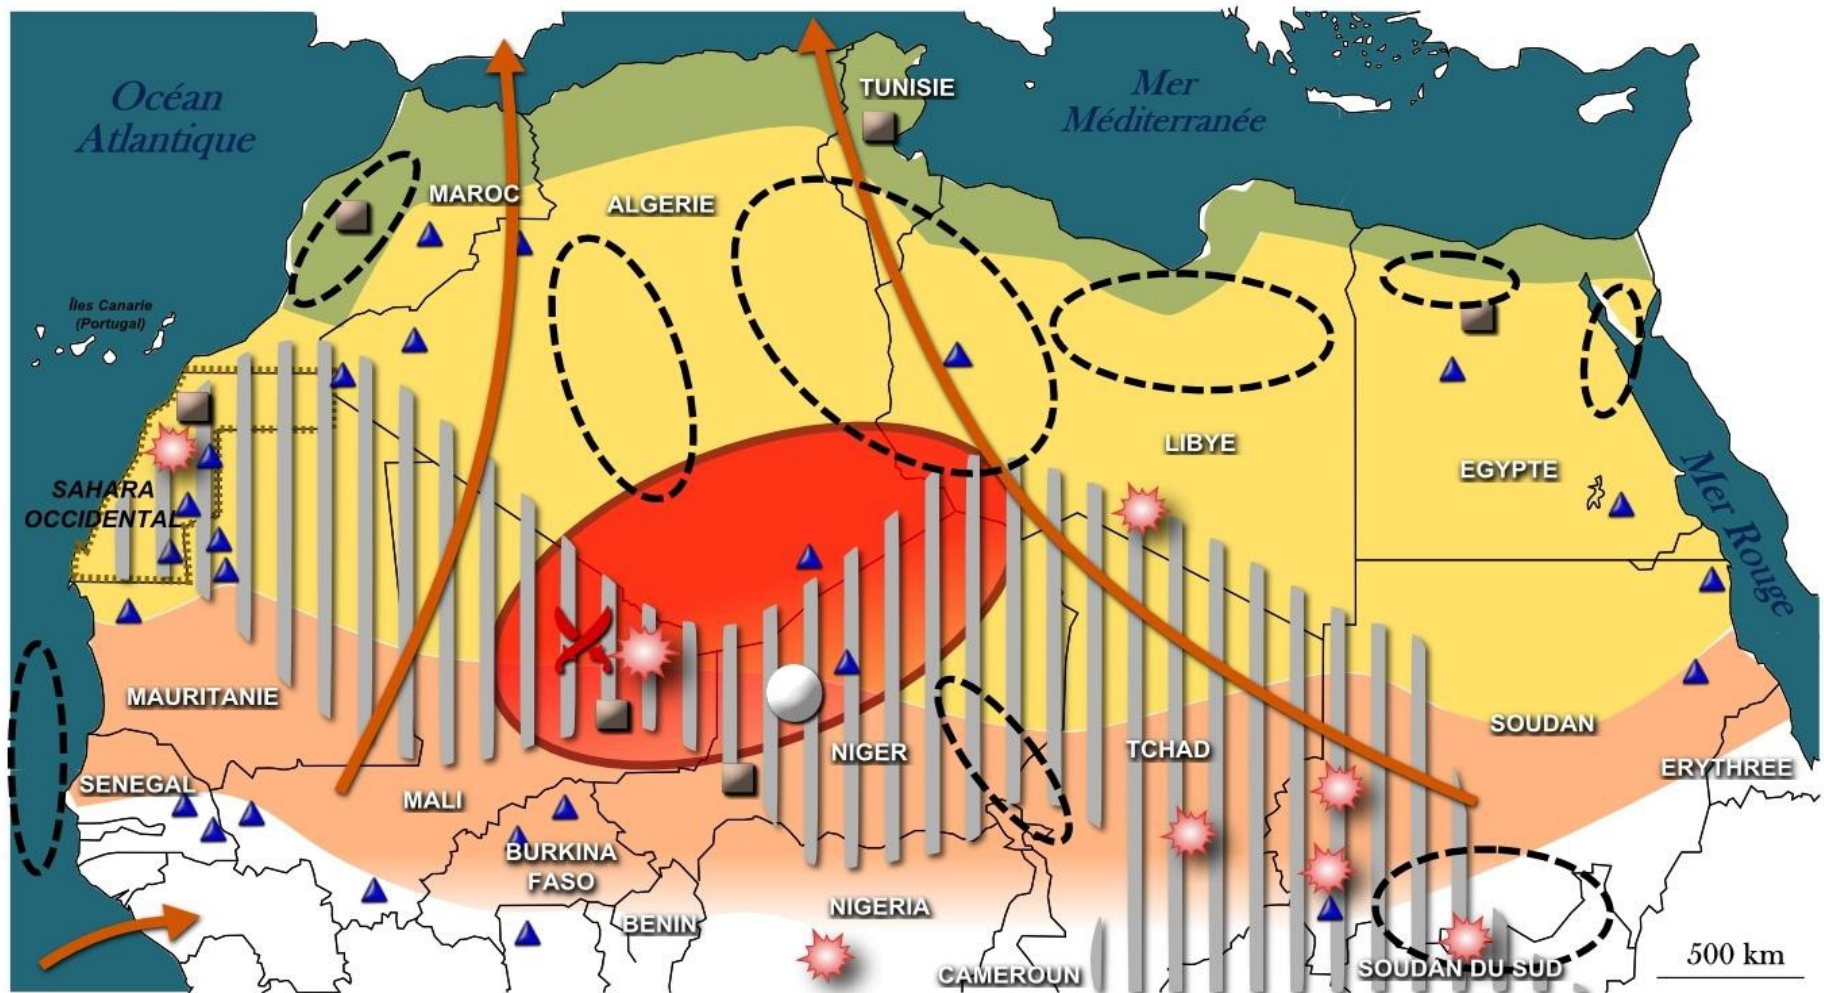 Océan
Atlantique
TUNISIE
Mer
Méditerranée
MAROC
ALGERIE
Îles Canarie
(Portugal)
LIBYE
EGYPTE
SAHARA
OCCIDENTAL
Mer Rouge
MAURITANIE
SENEGAL
MALI
NIGER
TCHAD
SOUDAN
ERYTHREE
BURKINA
FASO
BENIN
NIGERIA
CAMEROUN
SOUDAN DU SUD
500 km